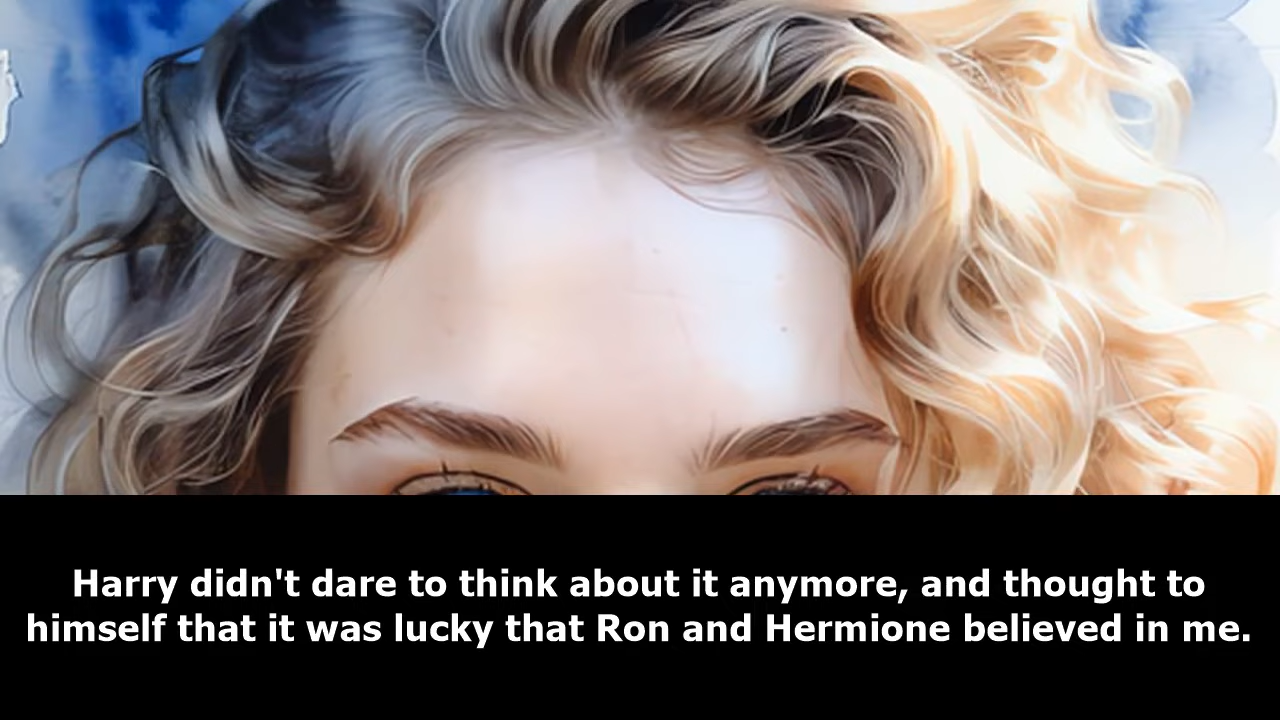 Harry didn't dare to think about it anymore, and thought to
himself that it was lucky that Ron and Hermione believed in me.